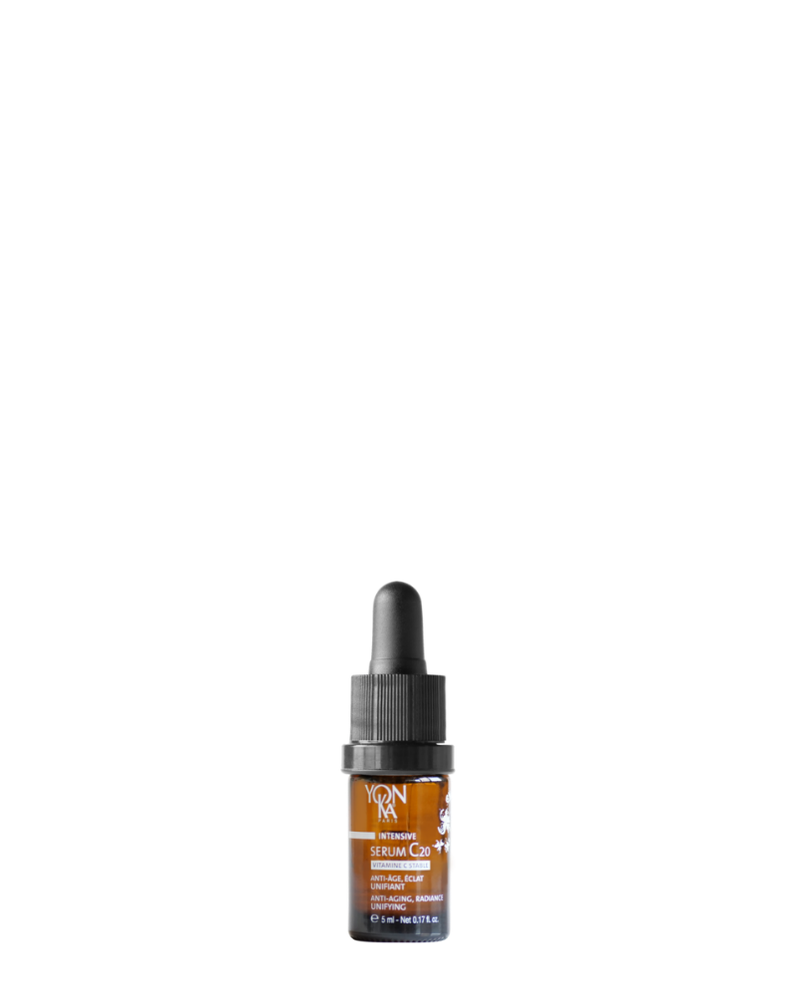 YON
KA
PARIS
INTENSIVE
SERUM C20
VITAMINE C STABLE
ANTI-ÂGE, ÉCLAT
UNIFIANT
ANTI-AGING, RADIANCE
UNIFYING
℮ 5 ml - Net 0.17 fl. oz.